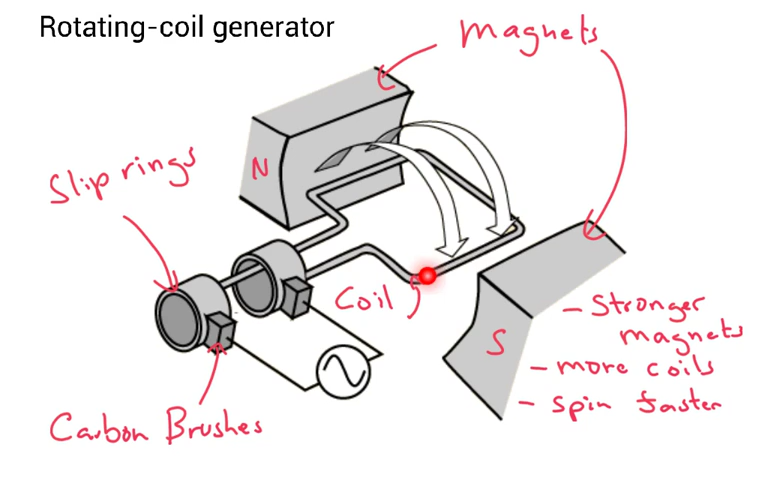 Rotating-coil generator
Magnets
N
Slip rings
Coil
S
- Stronger
magnets
- more coils
- Spin faster
Carbon Brushes